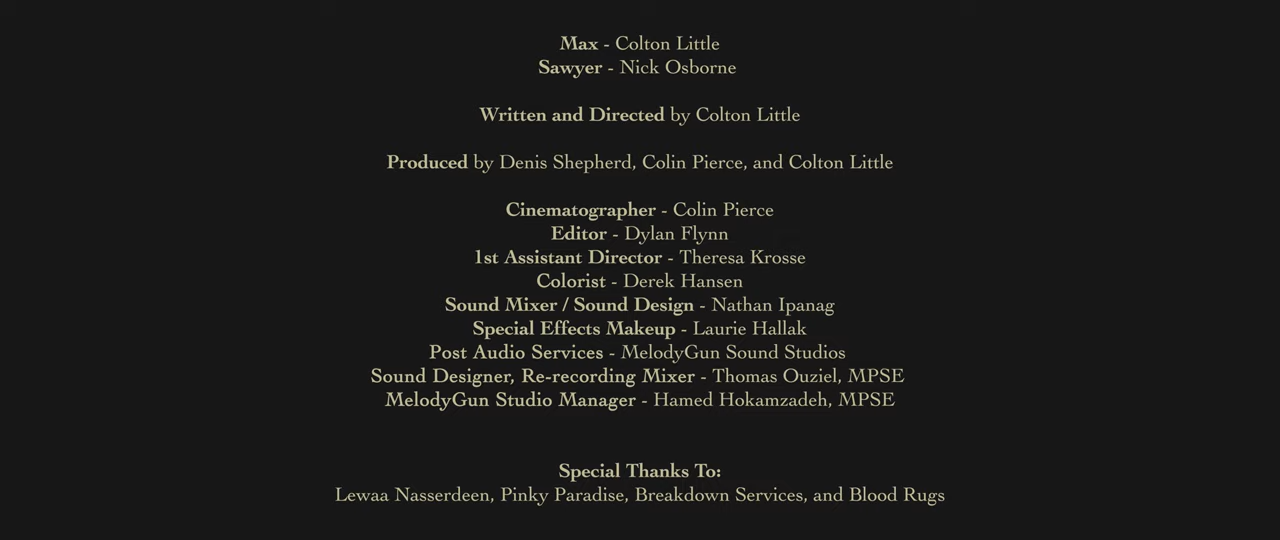 Max - Colton Little
Sawyer - Nick Osborne
Written and Directed by Colton Little
Produced by Denis Shepherd, Colin Pierce, and Colton Little
Cinematographer - Colin Pierce
Editor - Dylan Flynn
1st Assistant Director - Theresa Krosse
Colorist - Derek Hansen
Sound Mixer / Sound Design - Nathan Ipanag
Special Effects Makeup - Laurie Hallak
Post Audio Services - MelodyGun Sound Studios
Sound Designer, Re-recording Mixer - Thomas Ouziel, MPSE
MelodyGun Studio Manager - Hamed Hokamzadeh, MPSE
Special Thanks To:
Lewaa Nasserdeen, Pinky Paradise, Breakdown Services, and Blood Rugs